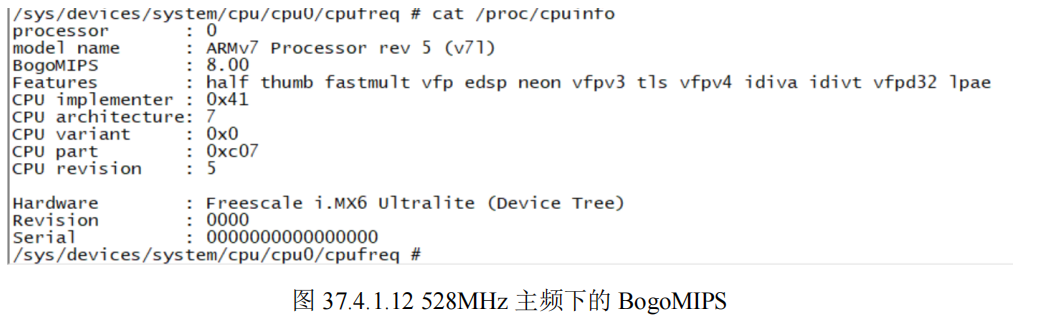 /sys/devices/system/cpu/cpu0/cpufreq # cat /proc/cpuinfo
processor       : 0
model name      : ARMv7 Processor rev 5 (v7l)
BogoMIPS        : 8.00
Features        : half thumb fastmult vfp edsp neon vfpv3 tls vfpv4 idiva idivt vfpd32 lpae
CPU implementer : 0x41
CPU architecture: 7
CPU variant     : 0x0
CPU part        : 0xc07
CPU revision    : 5

Hardware        : Freescale i.MX6 Ultralite (Device Tree)
Revision        : 0000
Serial          : 0000000000000000
/sys/devices/system/cpu/cpu0/cpufreq #
图 37.4.1.12 528MHz 主频下的 BogoMIPS